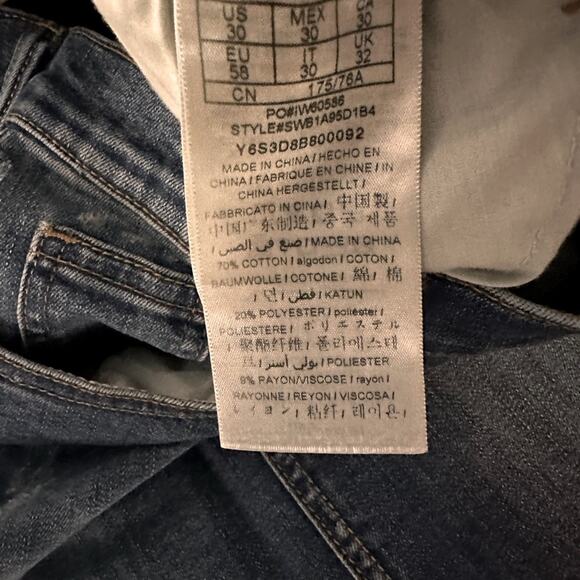 US MEX CA
30 30 30
EU IT UK
58 30 32
CN 175/76A
PO#IW60586
STYLE#SWB1A95D1B4
Y6S3D8B800092
MADE IN CHINA / HECHO EN
CHINA / FABRIQUE EN CHINE / IN
CHINA HERGESTELLT /
FABBRICATO IN CINA / 中国製 /
中国广东制造 / 중국 제품
/ صنع في الصين / MADE IN CHINA
70% COTTON / algodon / COTON /
BAUMWOLLE / COTONE / 綿 / 棉
/ 면 / قطن / KATUN
20% POLYESTER / poliéster /
POLIESTERE / ポリエステル
/ 聚酯纤维 / 폴리에스테
르 / بولي أستر / POLIESTER
8% RAYON/VISCOSE / rayon /
RAYONNE / REYON / VISCOSA /
レイヨン / 粘纤 / 레이온 /